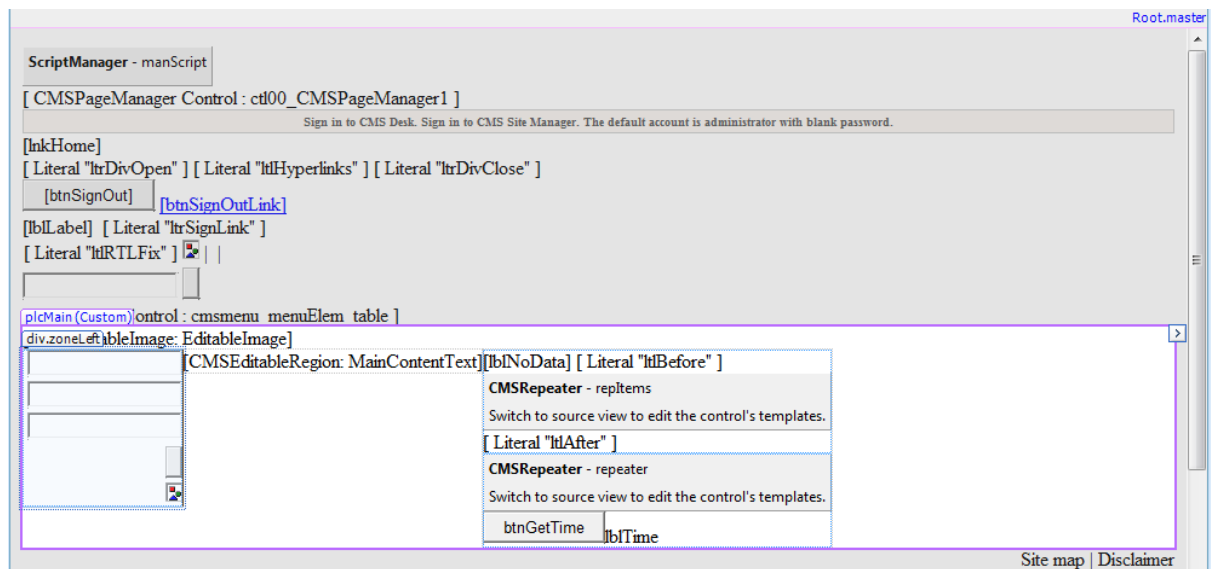 Root.master
ScriptManager - manScript
[ CMSPageManager Control : ctl00_CMSPageManager1 ]
Sign in to CMS Desk. Sign in to CMS Site Manager. The default account is administrator with blank password.
[lnkHome]
[ Literal "ltrDivOpen" ] [ Literal "ltlHyperlinks" ] [ Literal "ltrDivClose" ]
[btnSignOut] [btnSignOutLink]
[lblLabel] [ Literal "ltrSignLink" ]
[ Literal "ltlRTLFix" ] | |
plcMain (Custom) ontrol : cmsmenu_menuElem_table ]
div.zoneLeft ableImage: EditableImage]
[CMSEditableRegion: MainContentText] [lblNoData] [ Literal "ltlBefore" ]
CMSRepeater - repItems
Switch to source view to edit the control's templates.
[ Literal "ltlAfter" ]
CMSRepeater - repeater
Switch to source view to edit the control's templates.
btnGetTime lblTime
Site map | Disclaimer